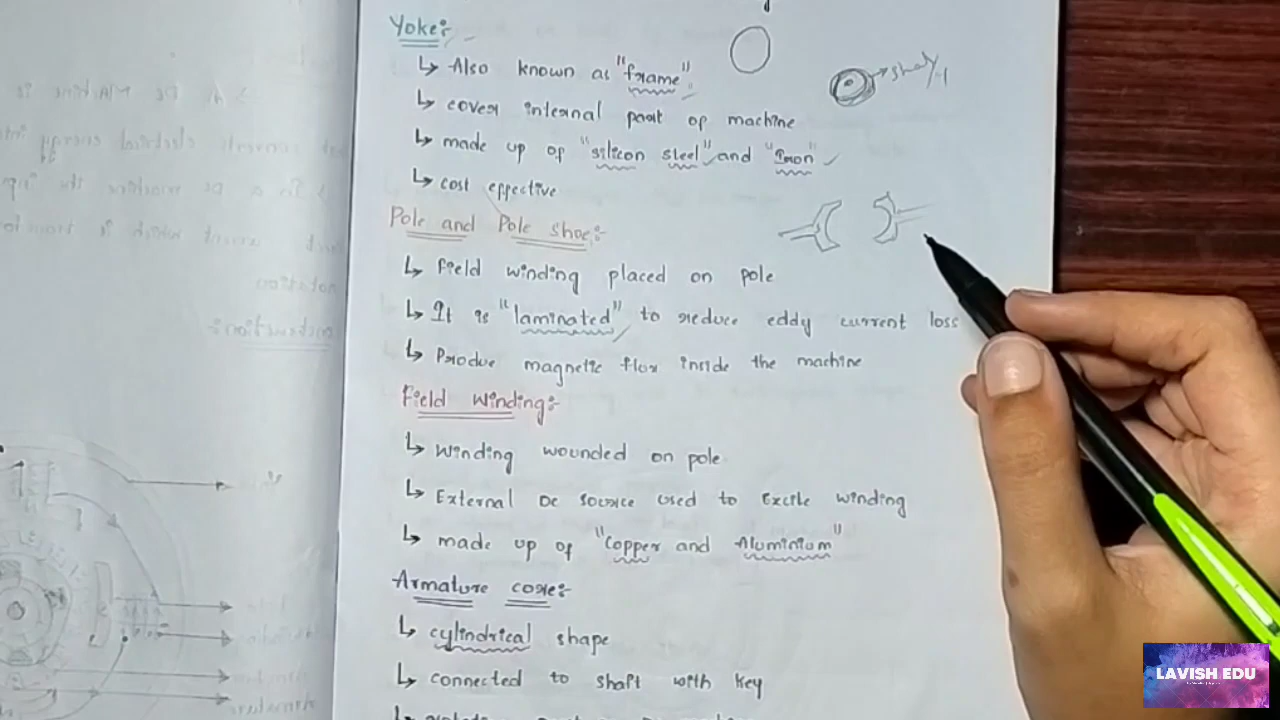 Yoke:-
↳ Also known as "frame"
↳ cover internal part of machine
↳ made up of "silicon steel" and "Iron"
↳ cost effective
shaft
Pole and Pole shoe:-
↳ Field winding placed on pole
↳ It is "laminated" to reduce eddy current loss
↳ Produe magnetic flux inside the machine
Field Winding:-
↳ Winding wounded on pole
↳ External DC source used to Excite winding
↳ made up of "Copper and Aluminium"
Armature core:-
↳ cylindrical shape
↳ connected to shaft with key
LAVISH EDU